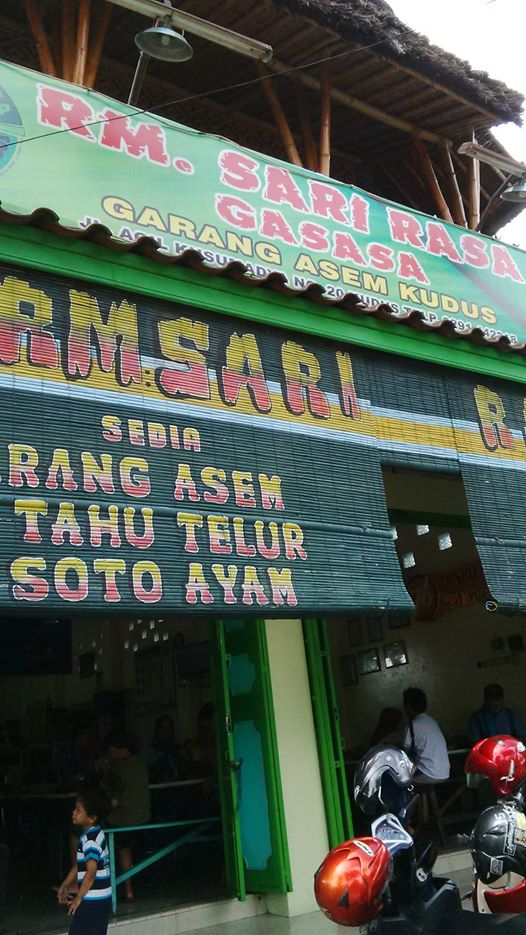 RM. SARI RASA
GASASA
GARANG ASEM KUDUS
RM SARI R
SEDIA
RANG ASEM
TAHU TELUR
SOTO AYAM